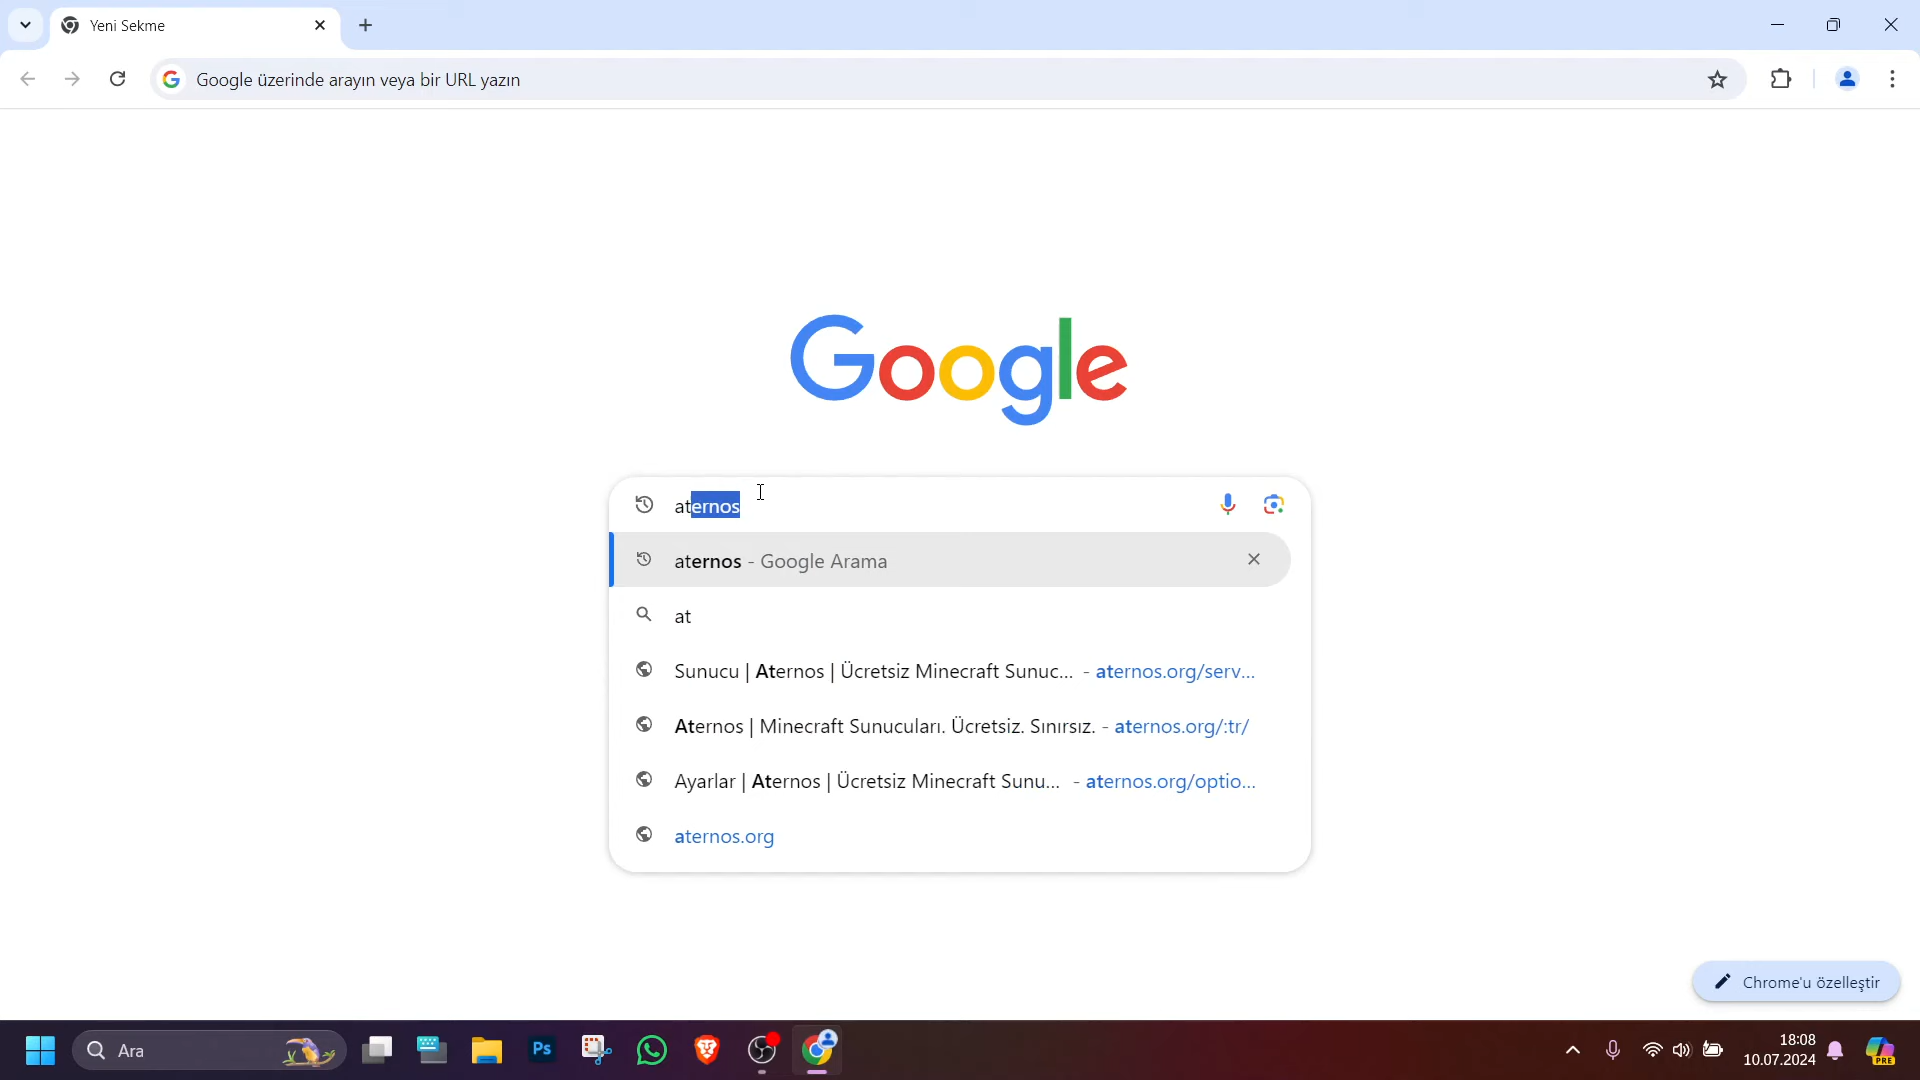 Yeni Sekme
Google üzerinde arayın veya bir URL yazın
Google
aternos
aternos - Google Arama
at
Sunucu | Aternos | Ücretsiz Minecraft Sunuc... - aternos.org/serv...
Aternos | Minecraft Sunucuları. Ücretsiz. Sınırsız. - aternos.org/:tr/
Ayarlar | Aternos | Ücretsiz Minecraft Sunu... - aternos.org/optio...
aternos.org
Chrome'u özelleştir
Ara
Ps
18:08
10.07.2024
PRE